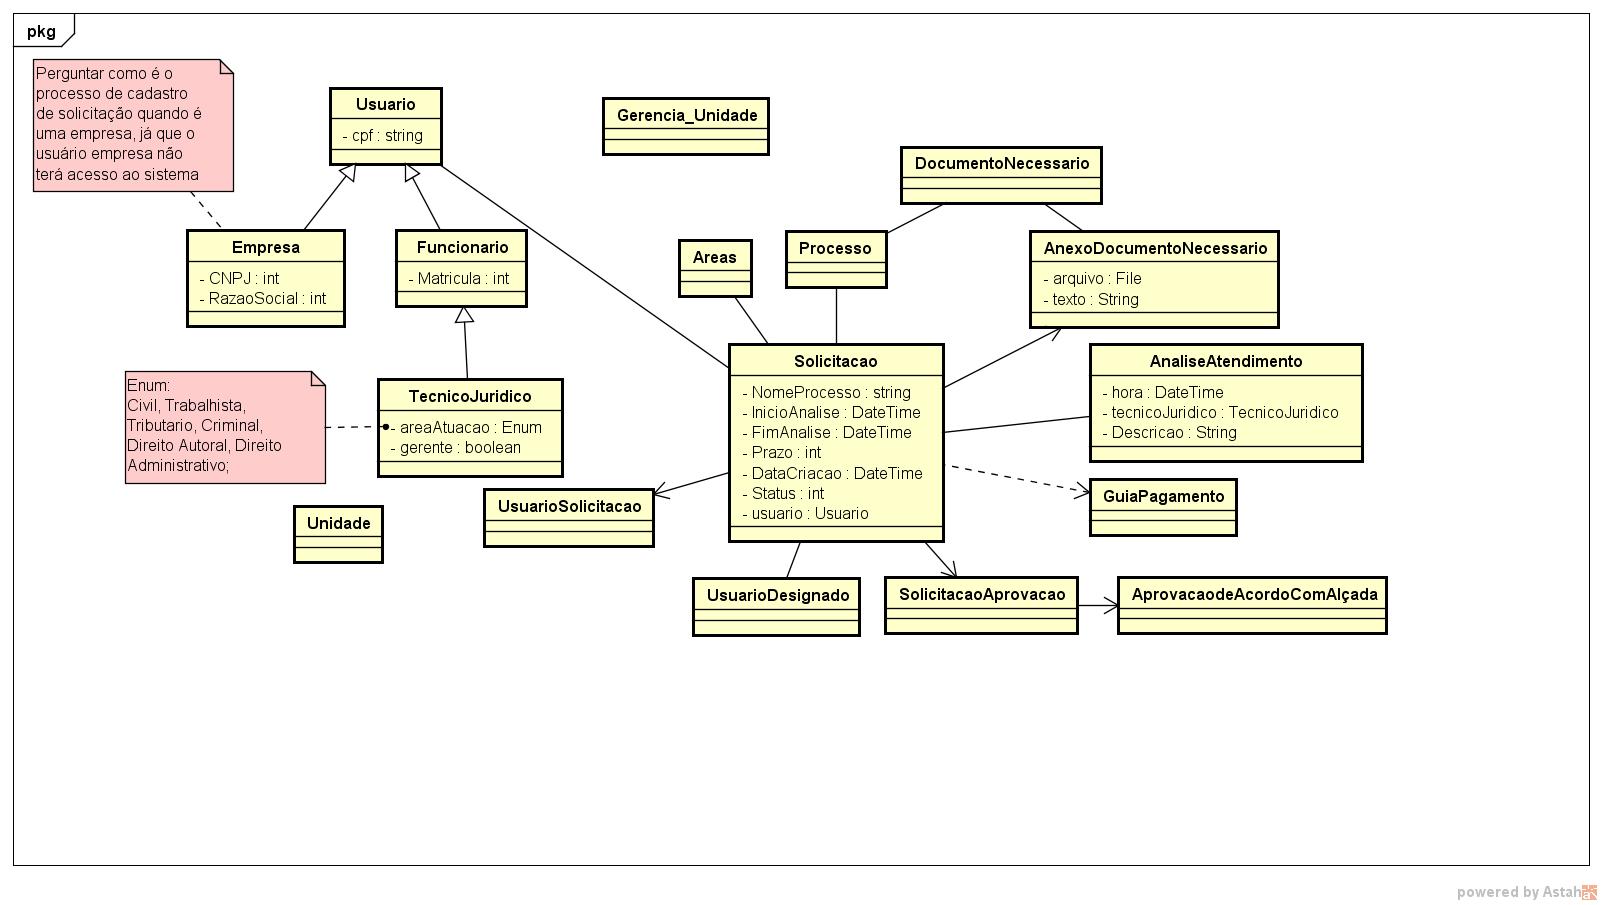 pkg
Perguntar como é o
processo de cadastro
de solicitação quando é
uma empresa, já que o
usuário empresa não
terá acesso ao sistema
Usuario
- cpf : string
Gerencia_Unidade
DocumentoNecessario
Empresa
- CNPJ : int
- RazaoSocial : int
Funcionario
- Matricula : int
Areas
Processo
AnexoDocumentoNecessario
- arquivo : File
- texto : String
Enum:
Civil, Trabalhista,
Tributario, Criminal,
Direito Autoral, Direito
Administrativo;
TecnicoJuridico
- areaAtuacao : Enum
- gerente : boolean
Solicitacao
- NomeProcesso : string
- InicioAnalise : DateTime
- FimAnalise : DateTime
- Prazo : int
- DataCriacao : DateTime
- Status : int
- usuario : Usuario
AnaliseAtendimento
- hora : DateTime
- tecnicoJuridico : TecnicoJuridico
- Descricao : String
Unidade
UsuarioSolicitacao
GuiaPagamento
UsuarioDesignado
SolicitacaoAprovacao
AprovacaodeAcordoComAlçada
powered by Astah